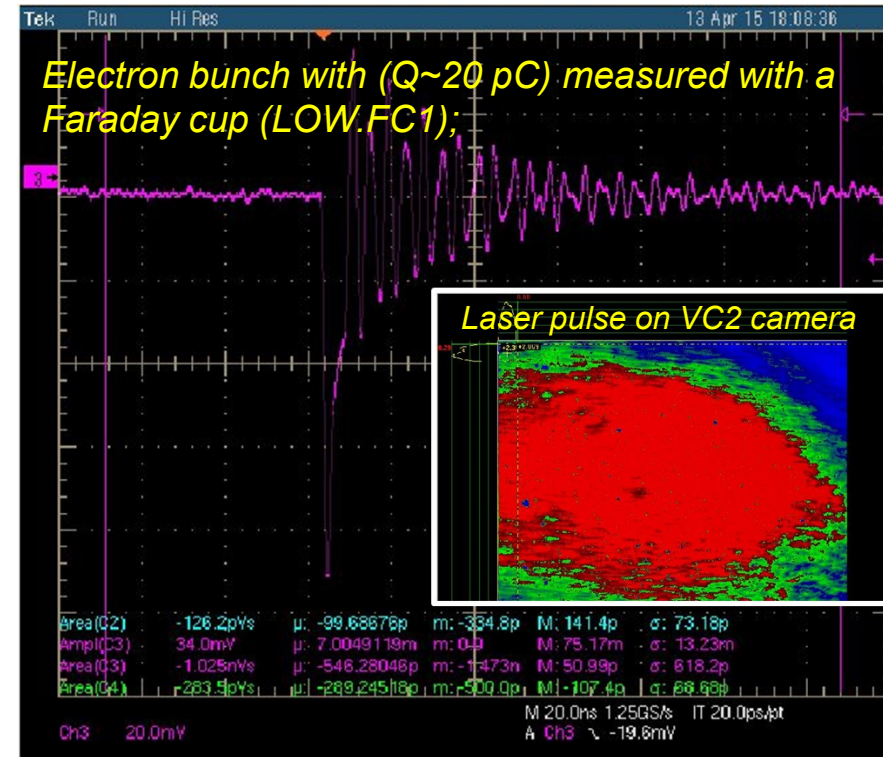 Tek Run Hi Res 13 Apr 15 18:08:36
Electron bunch with (Q~20 pC) measured with a
Faraday cup (LOW.FC1);
3
Laser pulse on VC2 camera
Area(C2) -126.2pVs µ: -99.68676p m: -334.8p M: 141.4p σ: 73.18p
Ampl(C3) 34.0mV µ: 7.0049119m m: 0.0 M: 75.17m σ: 13.23m
Area(C3) -1.025nVs µ: -546.28046p m: -1.473n M: 50.99p σ: 618.2p
Area(C4) -283.5pVs µ: -289.24518p m: -500.0p M: -107.4p σ: 68.68p
M 20.0ns 1.25GS/s IT 20.0ps/pt
Ch3 20.0mV A Ch3 -19.6mV